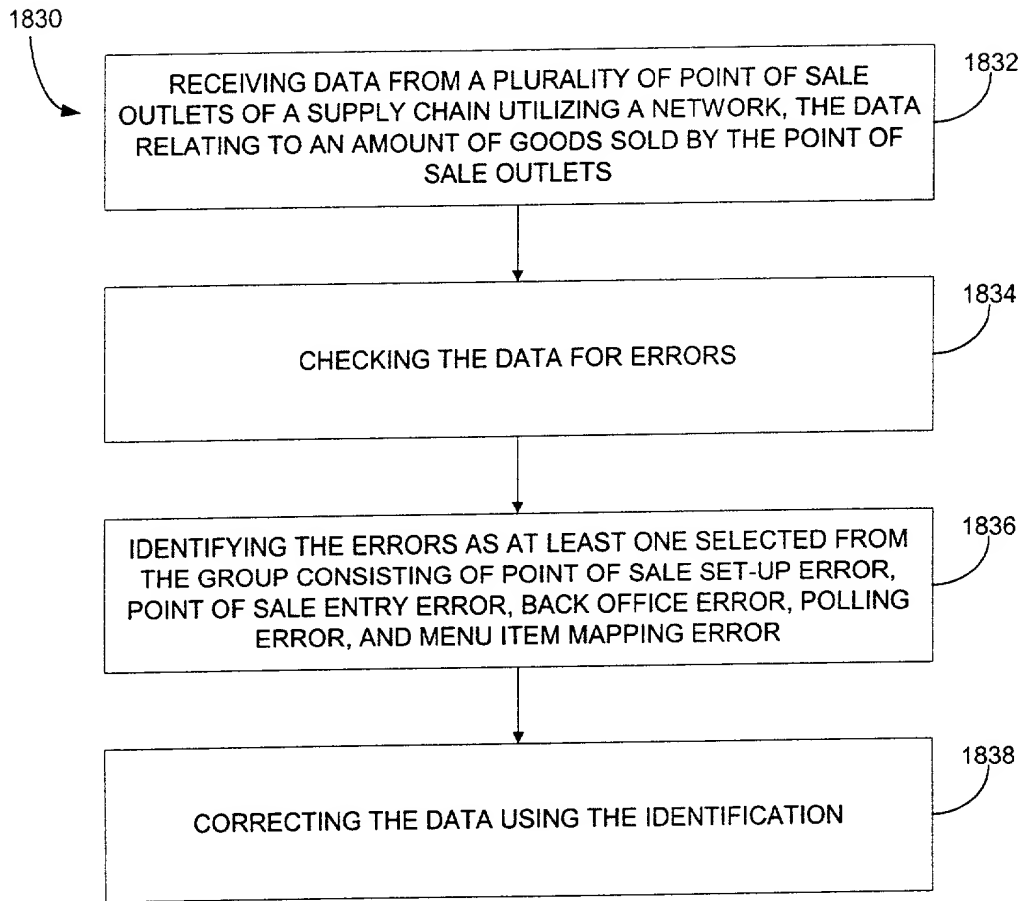 1830
1832
RECEIVING DATA FROM A PLURALITY OF POINT OF SALE
OUTLETS OF A SUPPLY CHAIN UTILIZING A NETWORK, THE DATA
RELATING TO AN AMOUNT OF GOODS SOLD BY THE POINT OF
SALE OUTLETS
1834
CHECKING THE DATA FOR ERRORS
1836
IDENTIFYING THE ERRORS AS AT LEAST ONE SELECTED FROM
THE GROUP CONSISTING OF POINT OF SALE SET-UP ERROR,
POINT OF SALE ENTRY ERROR, BACK OFFICE ERROR, POLLING
ERROR, AND MENU ITEM MAPPING ERROR
1838
CORRECTING THE DATA USING THE IDENTIFICATION